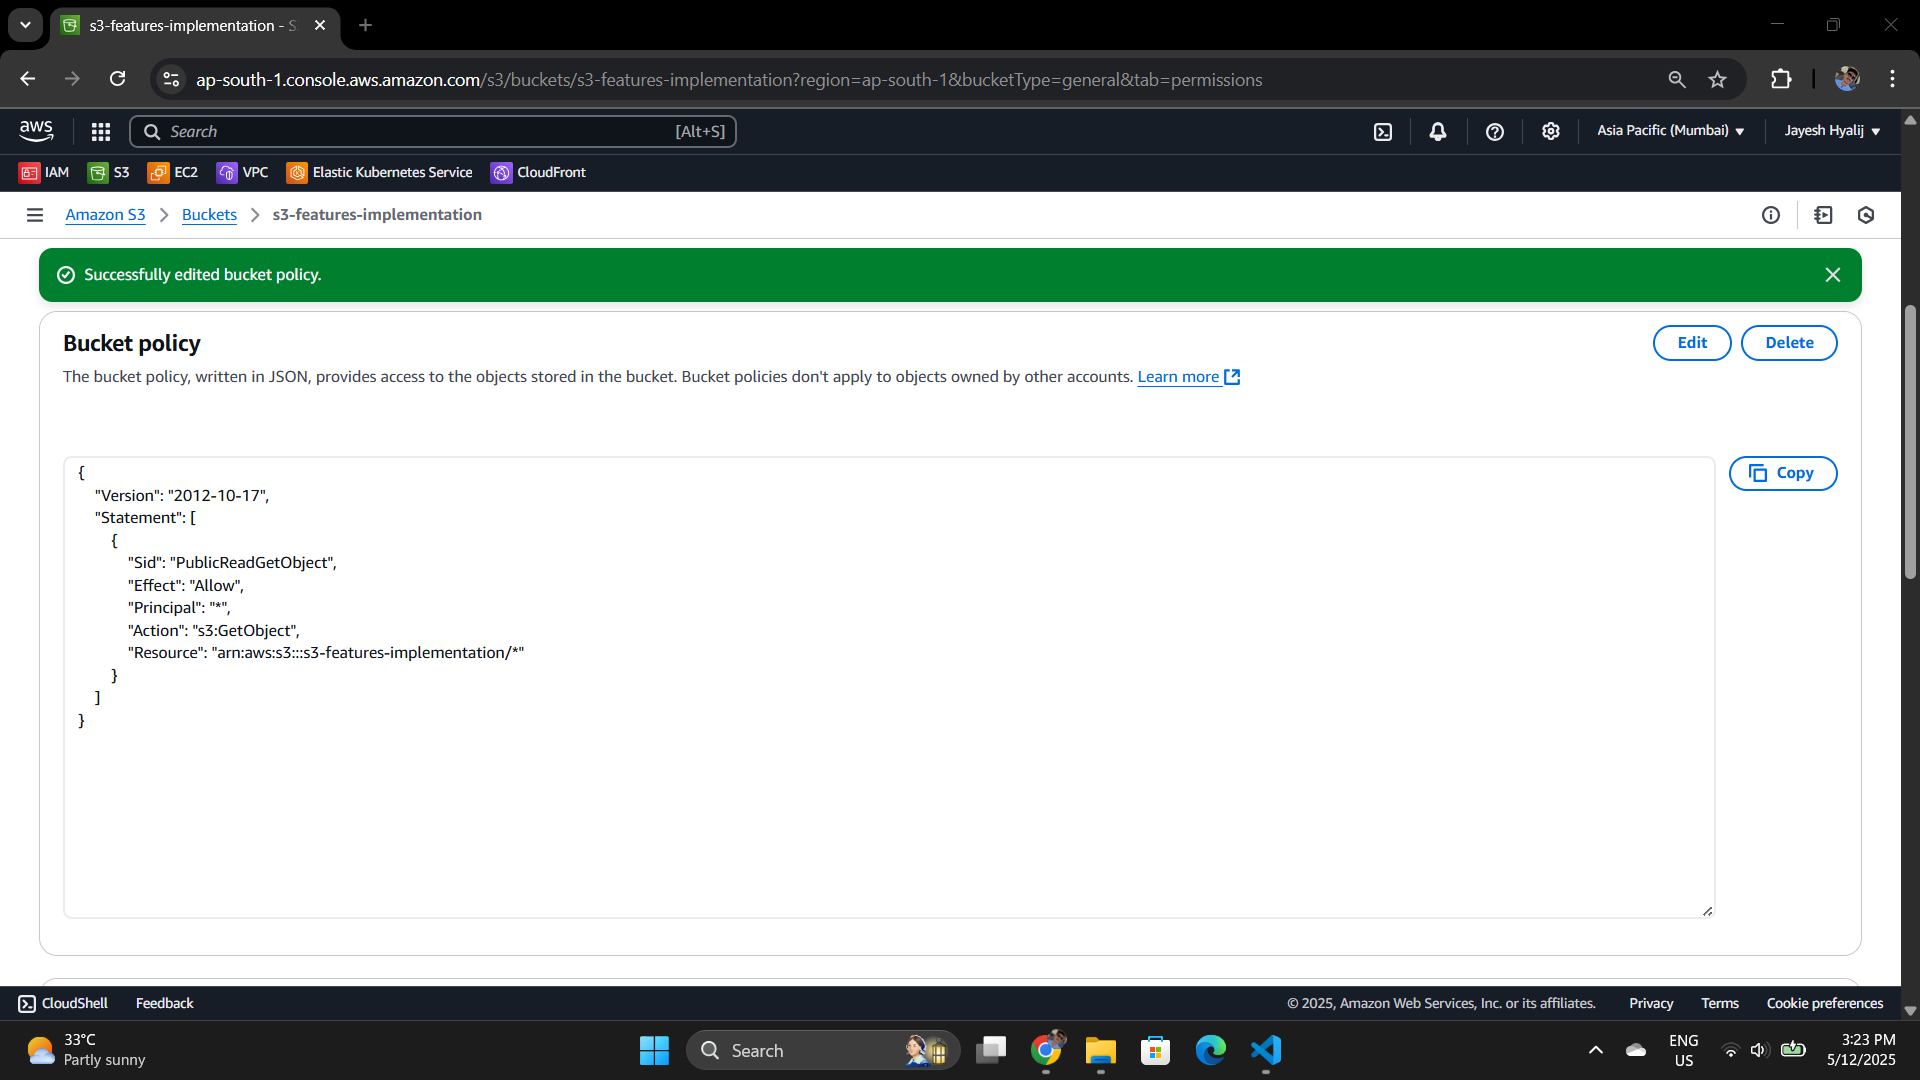 s3-features-implementation - S
ap-south-1.console.aws.amazon.com/s3/buckets/s3-features-implementation?region=ap-south-1&bucketType=general&tab=permissions
aws
Search
[Alt+S]
Asia Pacific (Mumbai)
Jayesh Hyalij
IAM
S3
EC2
VPC
Elastic Kubernetes Service
CloudFront
Amazon S3
Buckets
s3-features-implementation
Successfully edited bucket policy.
Bucket policy
Edit
Delete
The bucket policy, written in JSON, provides access to the objects stored in the bucket. Bucket policies don't apply to objects owned by other accounts. Learn more
Copy
{
"Version": "2012-10-17",
"Statement": [
{
"Sid": "PublicReadGetObject",
"Effect": "Allow",
"Principal": "*",
"Action": "s3:GetObject",
"Resource": "arn:aws:s3:::s3-features-implementation/*"
}
]
}
CloudShell
Feedback
© 2025, Amazon Web Services, Inc. or its affiliates.
Privacy
Terms
Cookie preferences
33°C
Partly sunny
Search
ENG
US
3:23 PM
5/12/2025